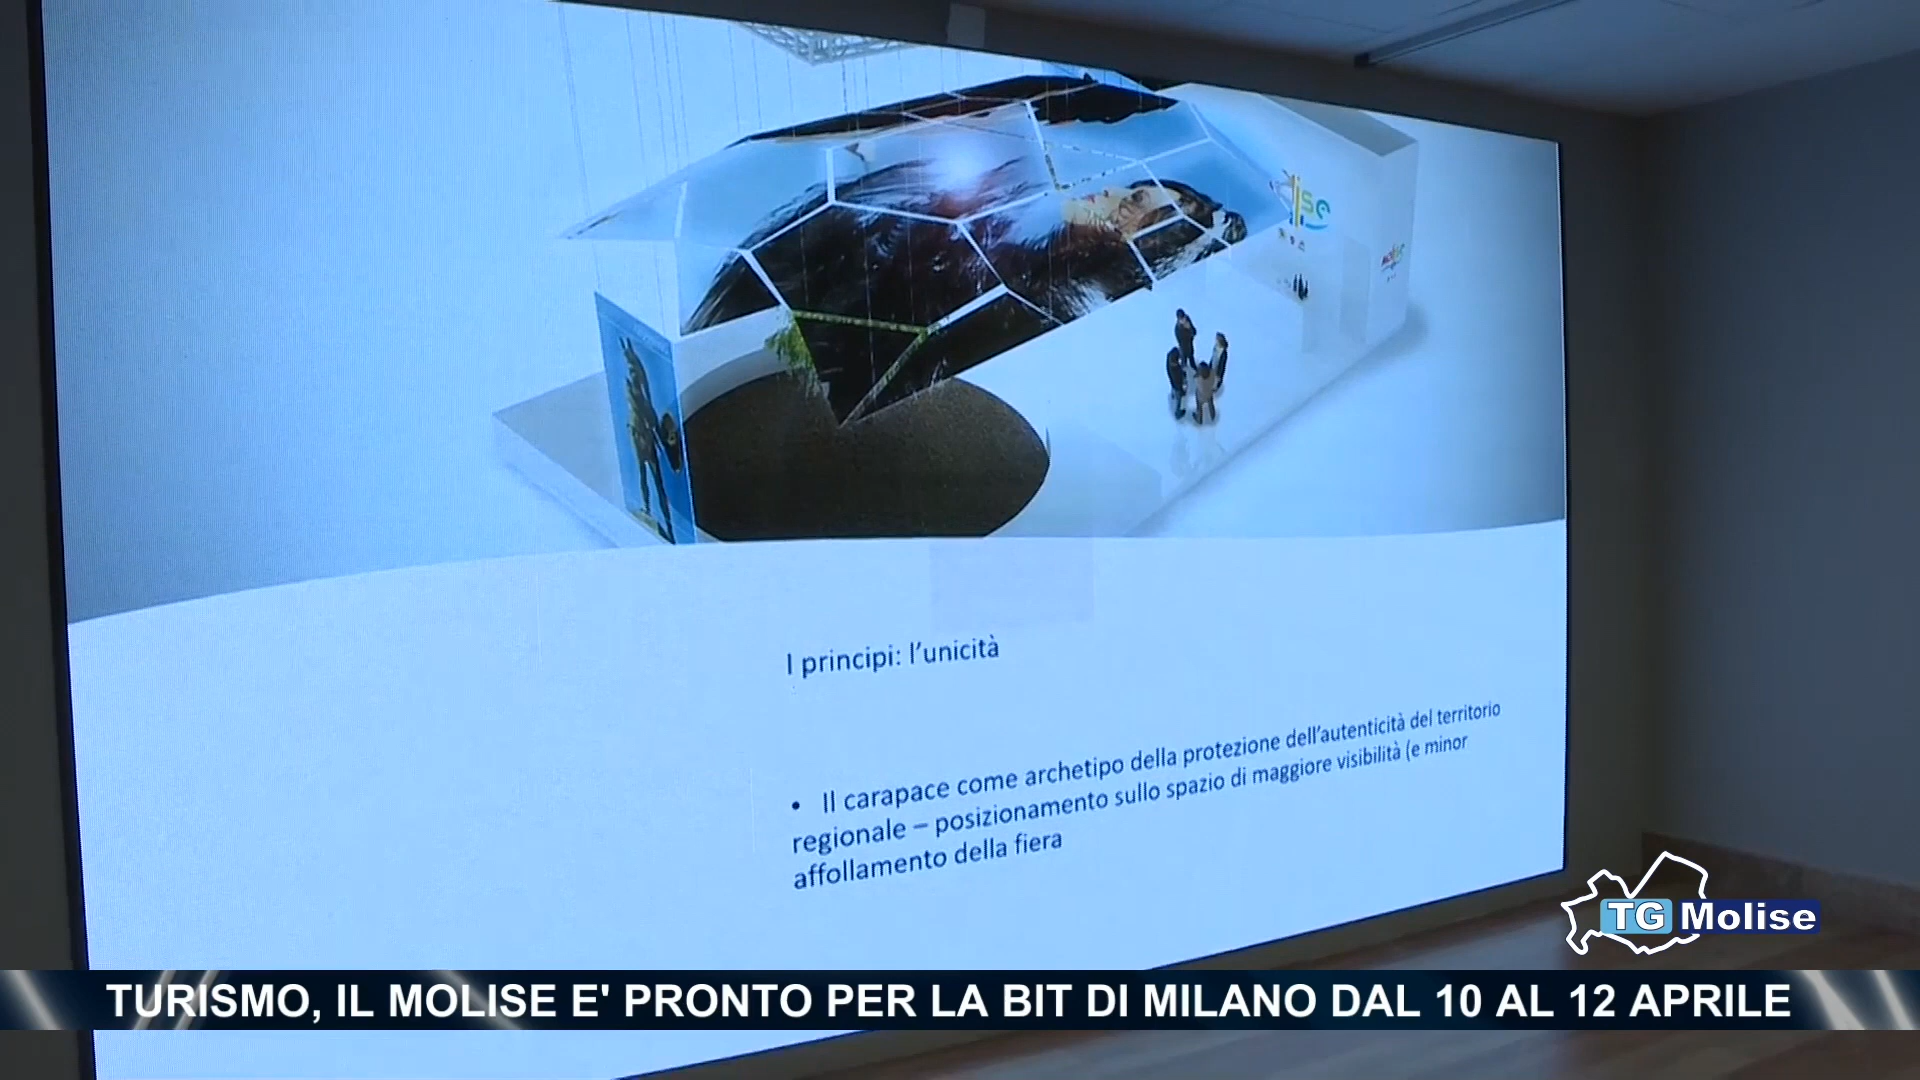 I principi: l'unicità
• Il carapace come archetipo della protezione dell'autenticità del territorio
regionale – posizionamento sullo spazio di maggiore visibilità (e minor
affollamento della fiera
TG Molise
TURISMO, IL MOLISE E' PRONTO PER LA BIT DI MILANO DAL 10 AL 12 APRILE